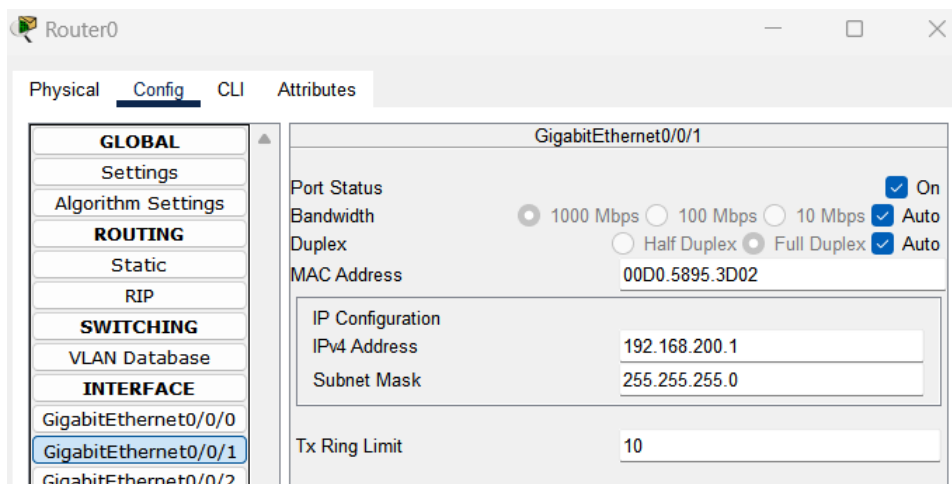 Router0
Physical Config CLI Attributes
GLOBAL
Settings
Algorithm Settings
ROUTING
Static
RIP
SWITCHING
VLAN Database
INTERFACE
GigabitEthernet0/0/0
GigabitEthernet0/0/1
GigabitEthernet0/0/2
GigabitEthernet0/0/1
Port Status On
Bandwidth 1000 Mbps 100 Mbps 10 Mbps Auto
Duplex Half Duplex Full Duplex Auto
MAC Address 00D0.5895.3D02
IP Configuration
IPv4 Address 192.168.200.1
Subnet Mask 255.255.255.0
Tx Ring Limit 10